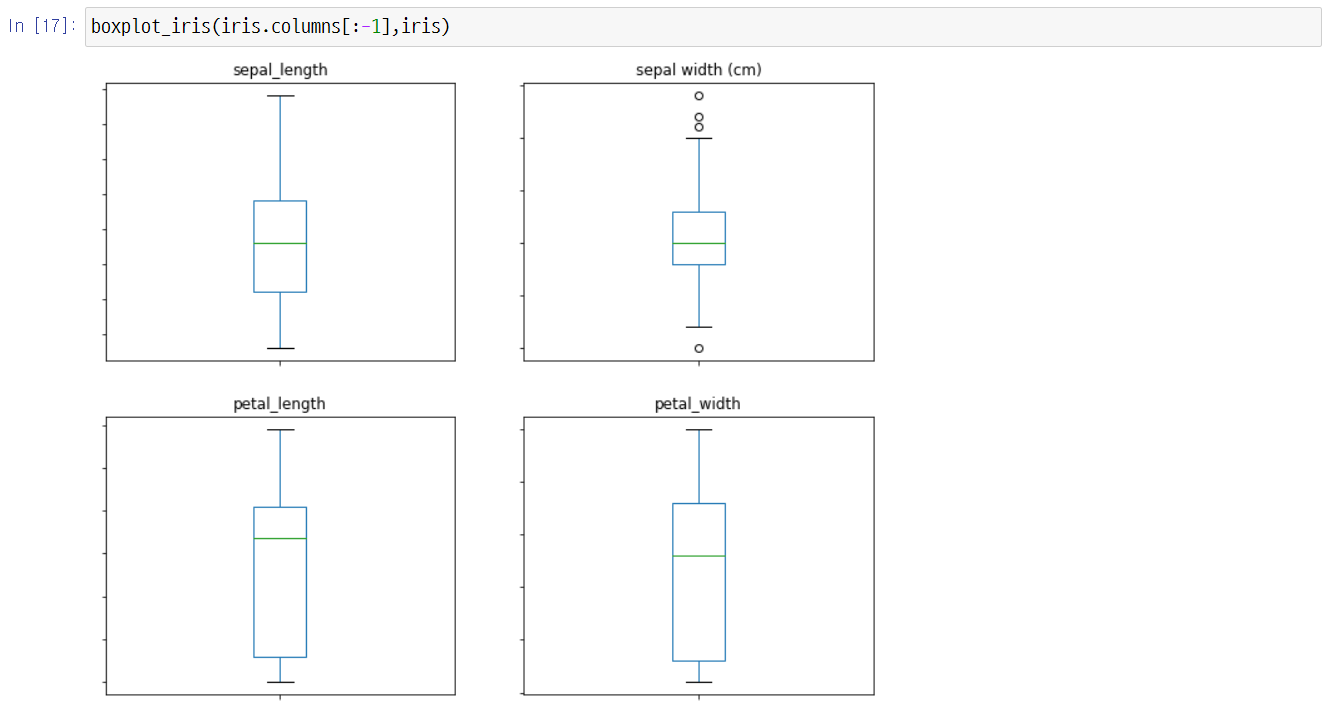 In [17]: boxplot_iris(iris.columns[:-1],iris)
sepal_length
sepal width (cm)
petal_length
petal_width